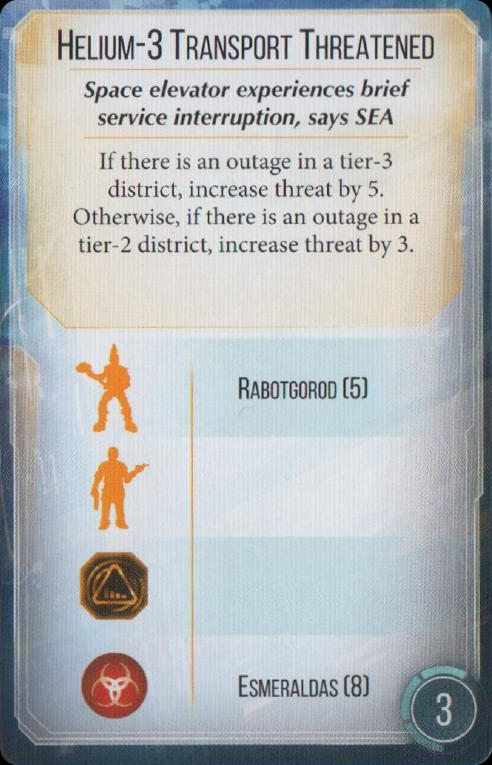 Helium-3 Transport Threatened
Space elevator experiences brief
service interruption, says SEA
If there is an outage in a tier-3
district, increase threat by 5.
Otherwise, if there is an outage in a
tier-2 district, increase threat by 3.
Rabotgorod (5)
Esmeraldas (8)
3